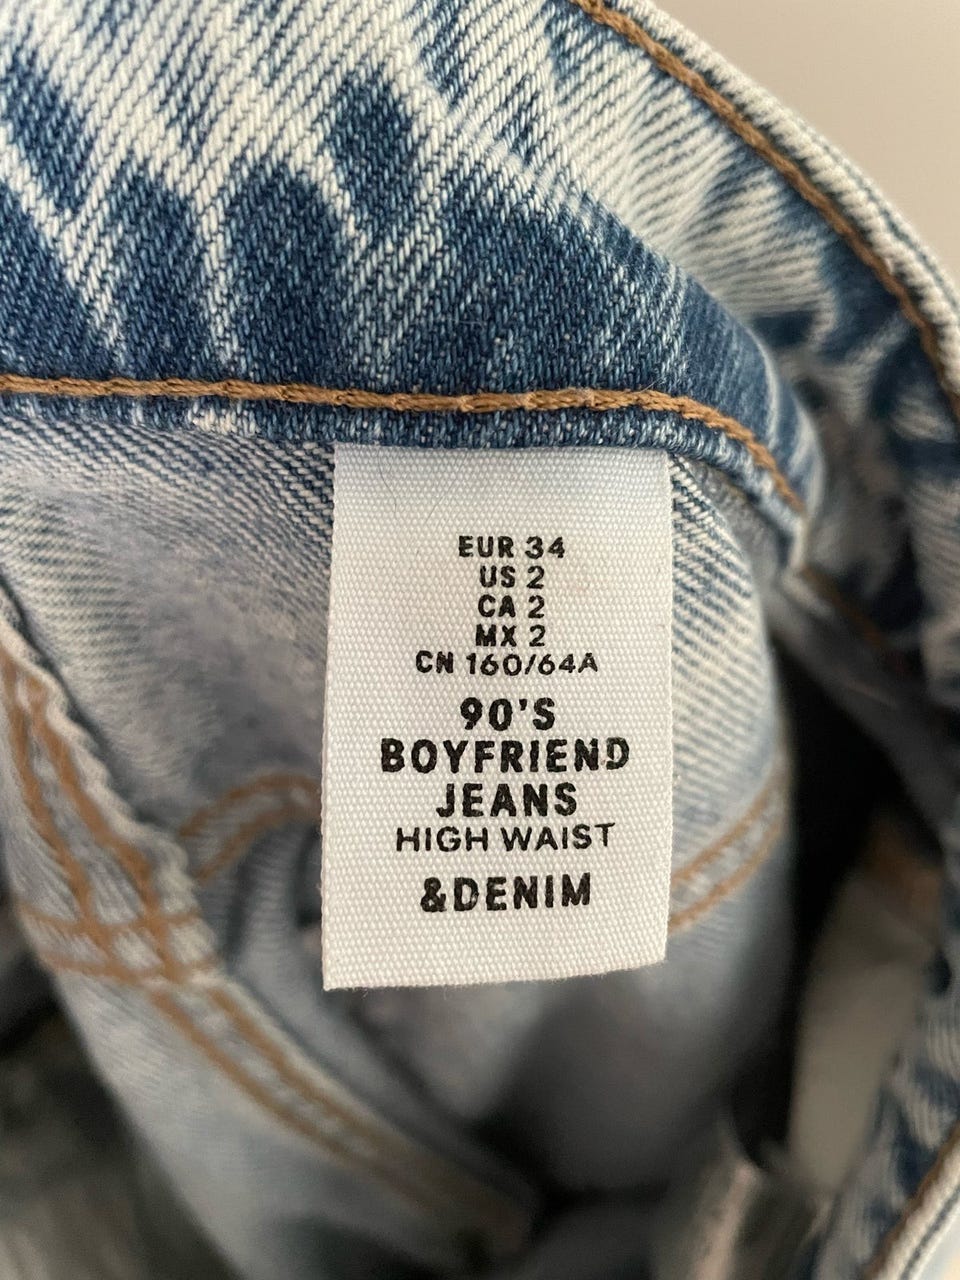 EUR 34
US 2
CA 2
MX 2
CN 160/64A
90'S
BOYFRIEND
JEANS
HIGH WAIST
&DENIM